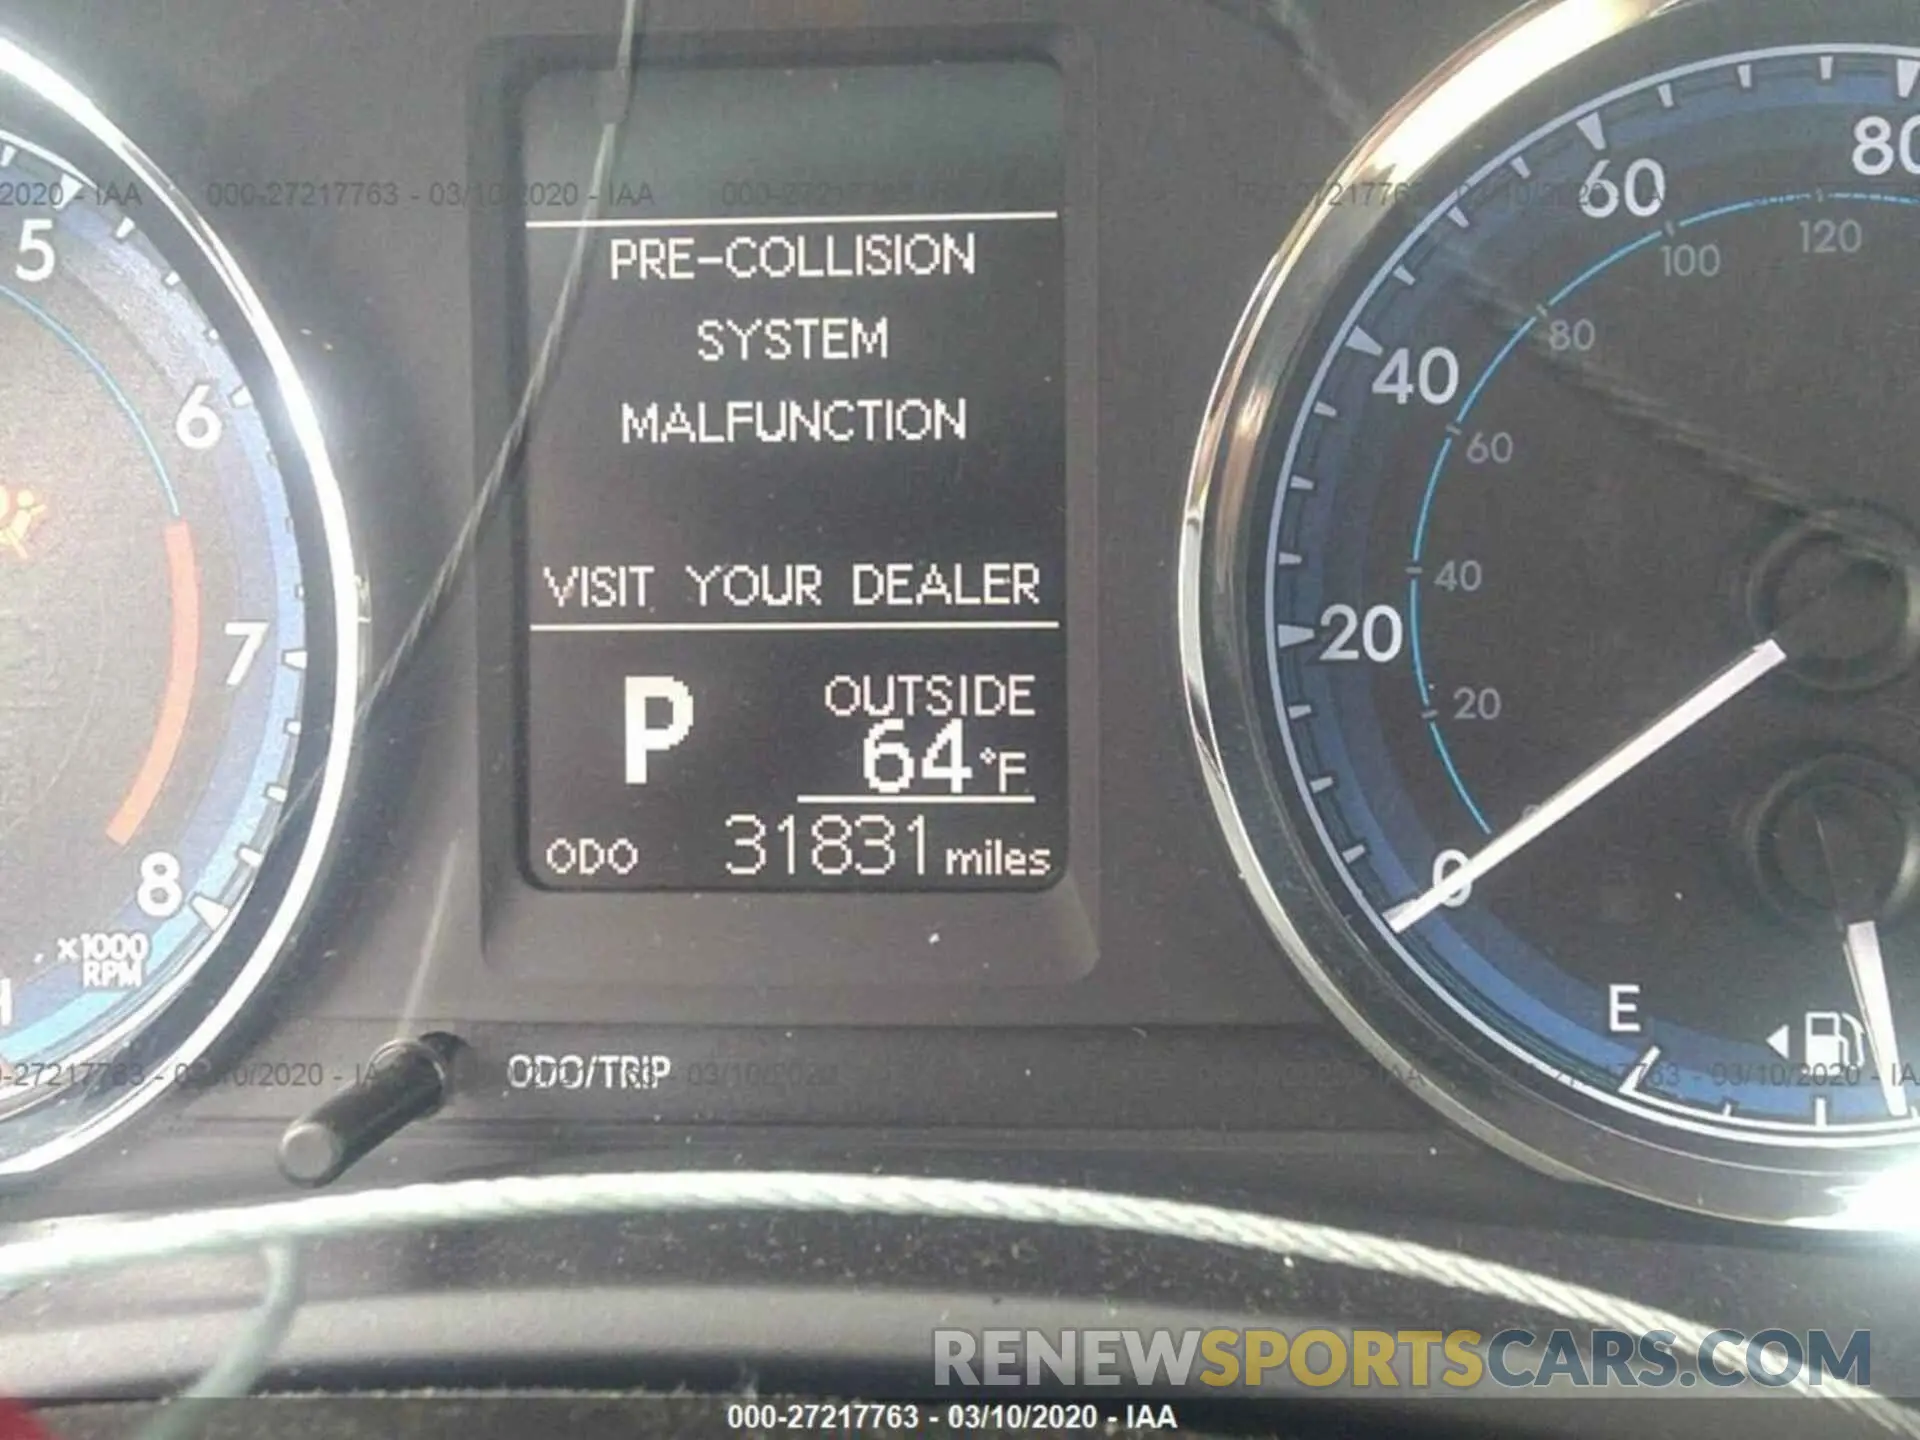 2020 - IAA 000-27217763 - 03/10/2020 - IAA
PRE-COLLISION
SYSTEM
MALFUNCTION
VISIT YOUR DEALER
P
OUTSIDE
64°F
ODO 31831 miles
5
6
7
8
x1000
RPM
H
80
60
40
20
0
120
100
80
60
40
20
E
ODO/TRIP
RENEWSPORTSCARS.COM
000-27217763 - 03/10/2020 - IAA